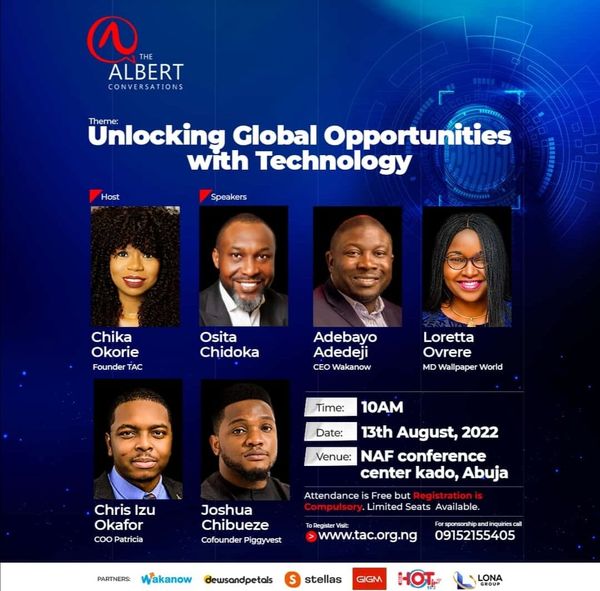 THE
ALBERT
CONVERSATIONS
Theme:
Unlocking Global Opportunities
with Technology
Host
Speakers
Chika
Okorie
Founder TAC
Osita
Chidoka
Adebayo
Adedeji
CEO Wakanow
Loretta
Ovrere
MD Wallpaper World
Chris Izu
Okafor
COO Patricia
Joshua
Chibueze
Cofounder Piggyvest
Time: 10AM
Date: 13th August, 2022
Venue: NAF conference
center kado, Abuja
Attendance is Free but Registration is
Compulsory. Limited Seats Available.
To Register Visit:
www.tac.org.ng
For sponsorship and inquiries call
09152155405
PARTNERS: Wakanow dewsandpetals stellas GIGM HOT LONA
GROUP